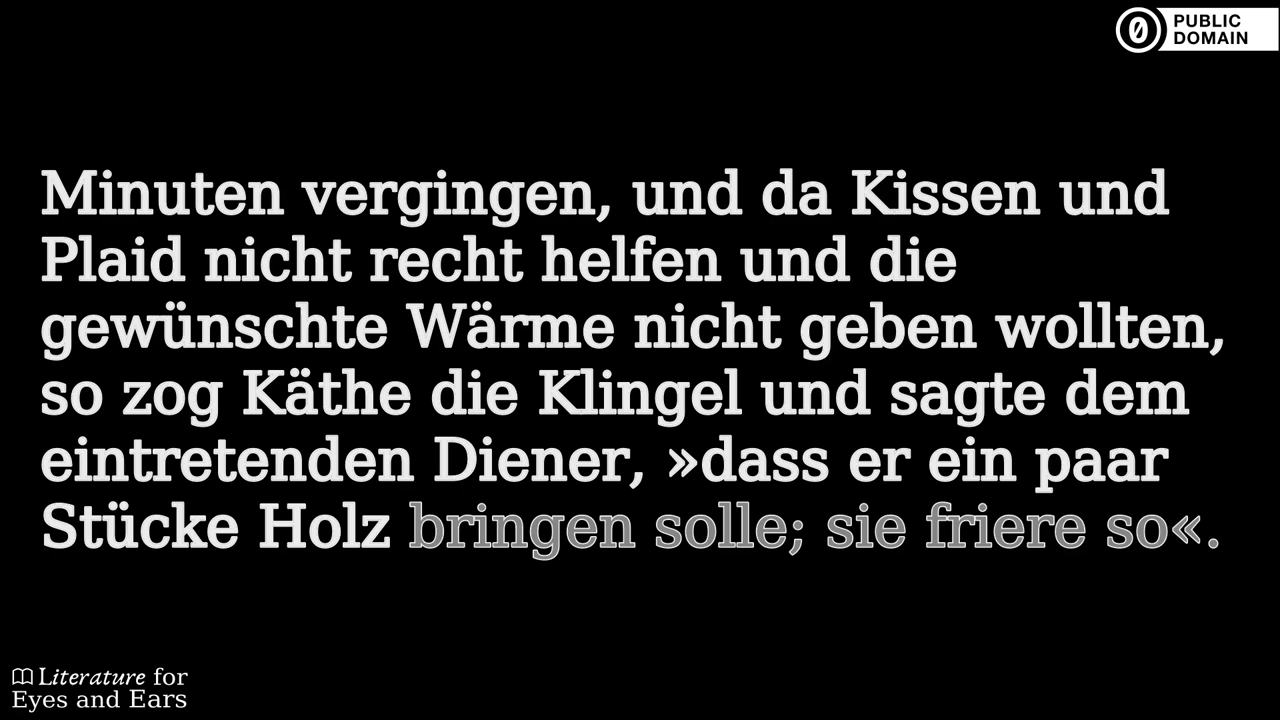 PUBLIC
DOMAIN
Minuten vergingen, und da Kissen und
Plaid nicht recht helfen und die
gewünschte Wärme nicht geben wollten,
so zog Käthe die Klingel und sagte dem
eintretenden Diener, »dass er ein paar
Stücke Holz bringen solle; sie friere so«.
Literature for
Eyes and Ears